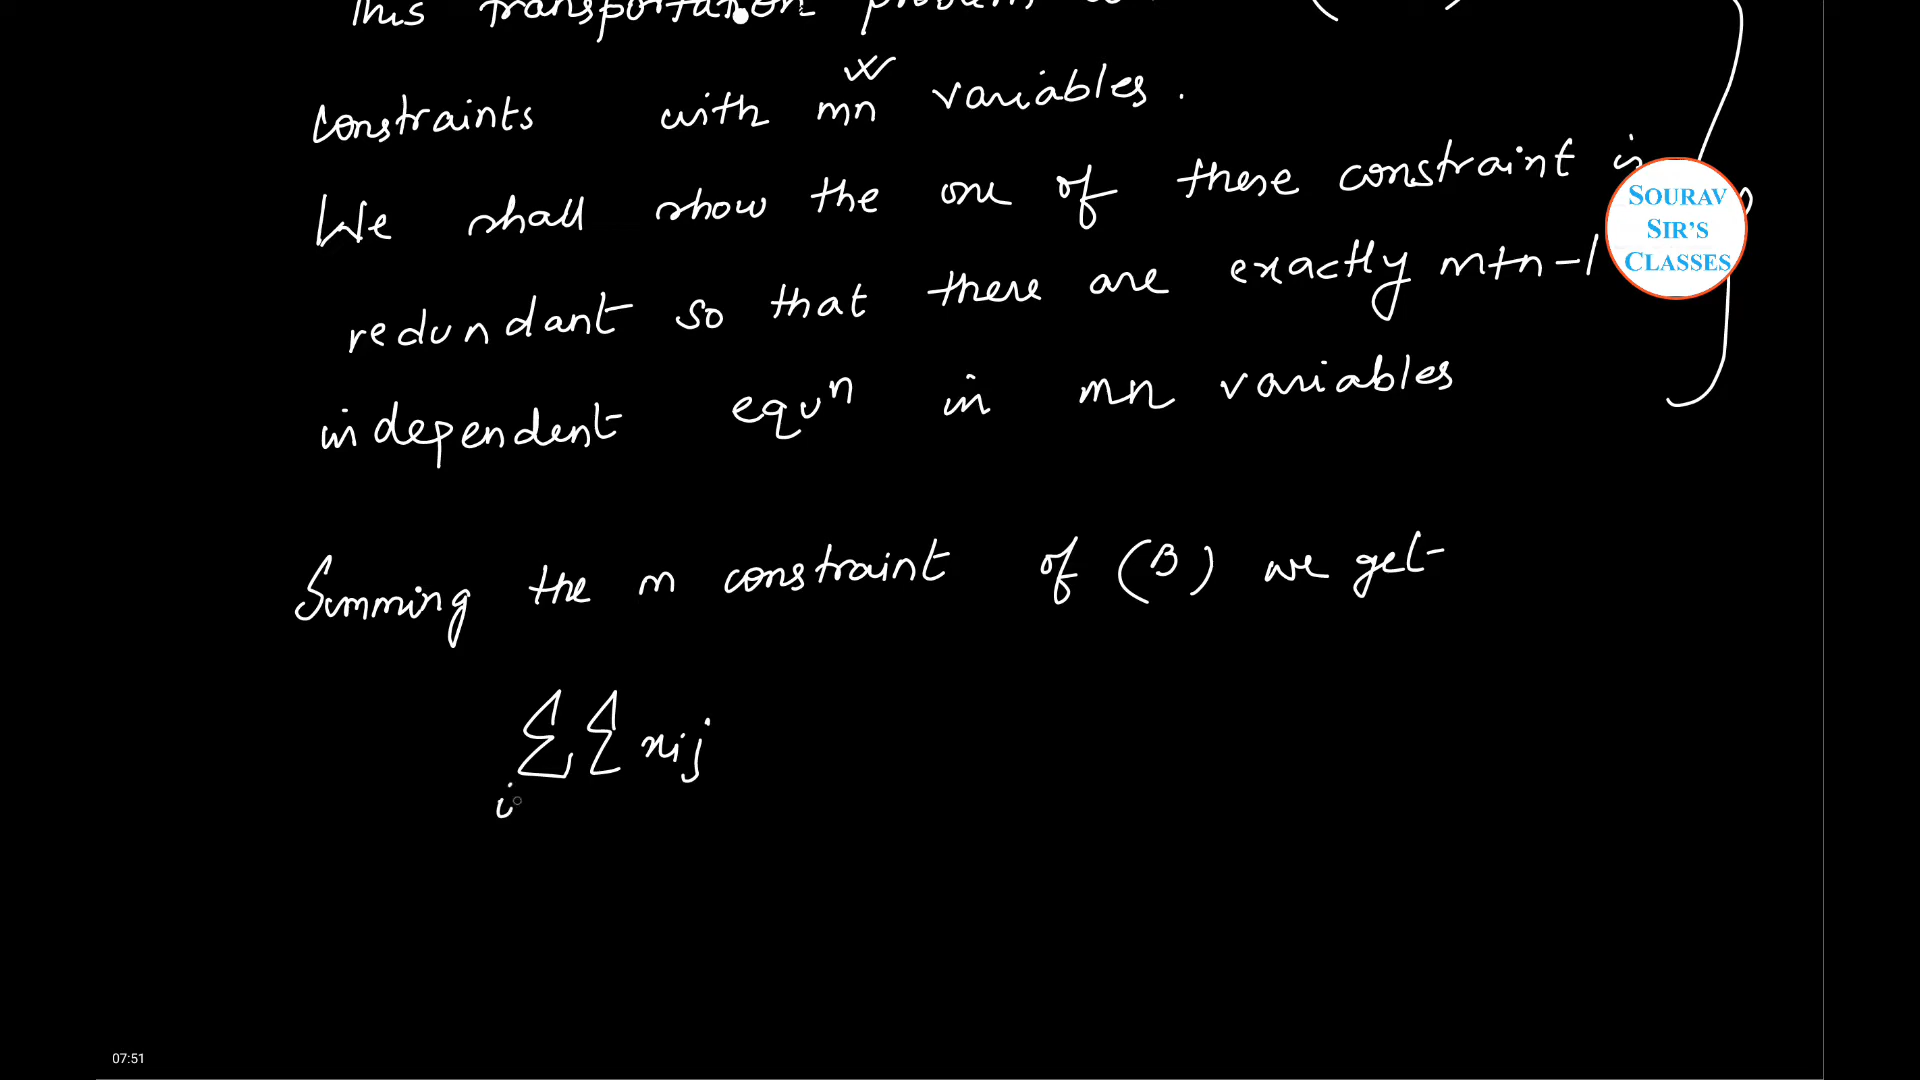 This transportation problem
constraints with mn variables.
We shall show the one of these constraint is
redundant so that there are exactly m+n-1
independent equⁿ in mn variables
Summing the m constraint of (B) we get
ΣΣ xij
i
SOURAV
SIR'S
CLASSES
07:51